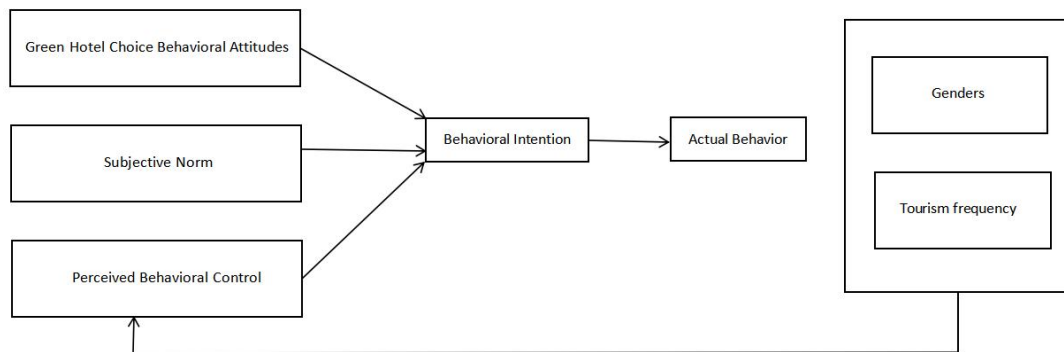 Green Hotel Choice Behavioral Attitudes
Subjective Norm
Perceived Behavioral Control
Behavioral Intention
Actual Behavior
Genders
Tourism frequency